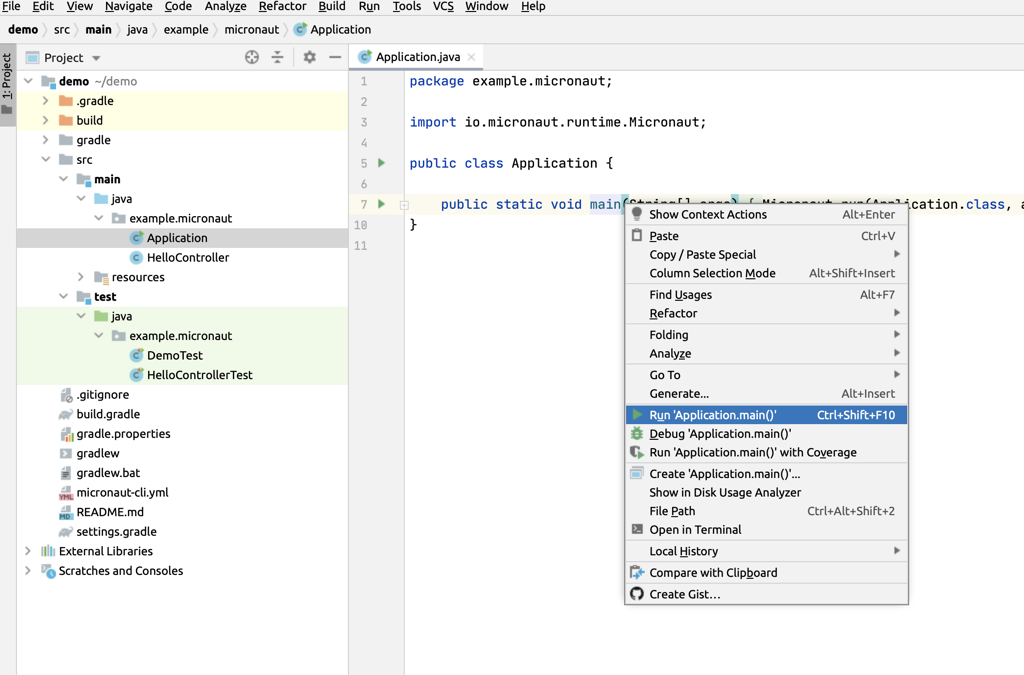 File Edit View Navigate Code Analyze Refactor Build Run Tools VCS Window Help
demo src main java example micronaut Application
1: Project
Project
demo ~/demo
.gradle
build
gradle
src
main
java
example.micronaut
Application
HelloController
resources
test
java
example.micronaut
DemoTest
HelloControllerTest
.gitignore
build.gradle
gradle.properties
gradlew
gradlew.bat
micronaut-cli.yml
README.md
settings.gradle
External Libraries
Scratches and Consoles
Application.java
1 package example.micronaut;
2
3 import io.micronaut.runtime.Micronaut;
4
5 public class Application {
6
7 public static void main(String[] args) { Micronaut.run(Application.class, a
10 }
11
Show Context Actions Alt+Enter
Paste Ctrl+V
Copy / Paste Special
Column Selection Mode Alt+Shift+Insert
Find Usages Alt+F7
Refactor
Folding
Analyze
Go To
Generate... Alt+Insert
Run 'Application.main()' Ctrl+Shift+F10
Debug 'Application.main()'
Run 'Application.main()' with Coverage
Create 'Application.main()'...
Show in Disk Usage Analyzer
File Path Ctrl+Alt+Shift+2
Open in Terminal
Local History
Compare with Clipboard
Create Gist...